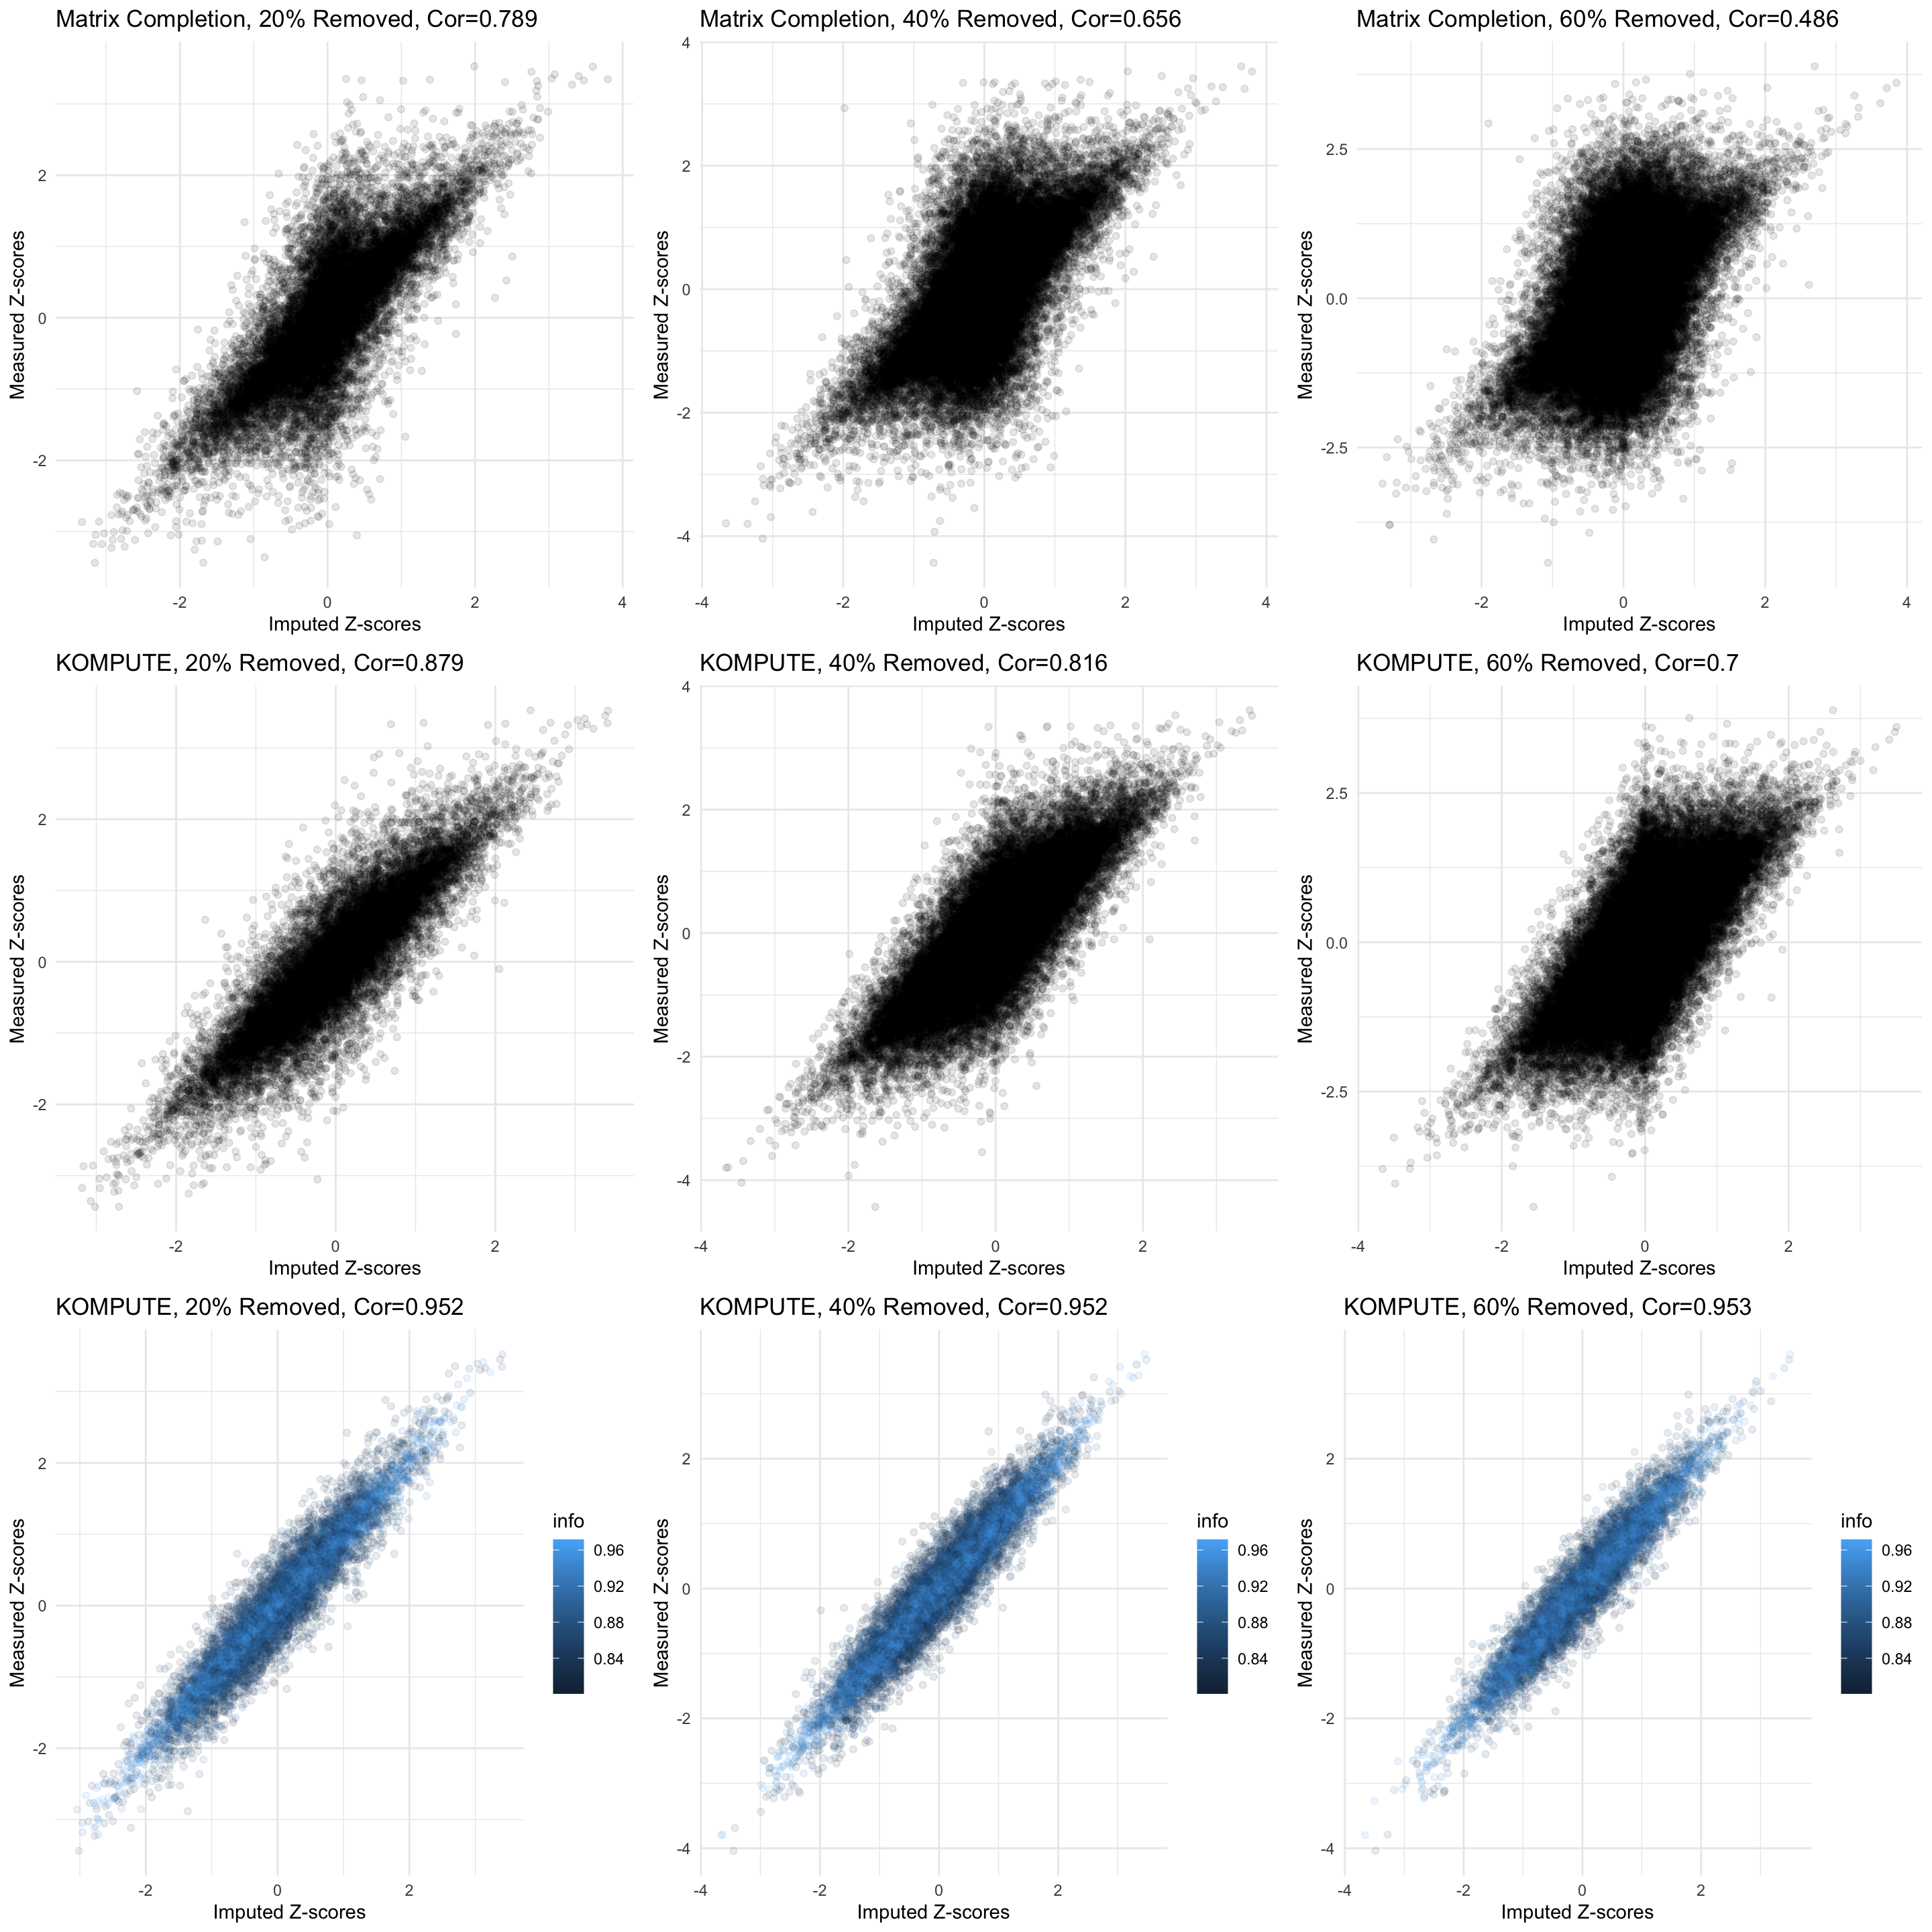 Matrix Completion, 20% Removed, Cor=0.789
Measured Z-scores
2
0
-2
-2 0 2 4
Imputed Z-scores
Matrix Completion, 40% Removed, Cor=0.656
Measured Z-scores
4
2
0
-2
-4
-4 -2 0 2 4
Imputed Z-scores
Matrix Completion, 60% Removed, Cor=0.486
Measured Z-scores
2.5
0.0
-2.5
-2 0 2 4
Imputed Z-scores
KOMPUTE, 20% Removed, Cor=0.879
Measured Z-scores
2
0
-2
-2 0 2
Imputed Z-scores
KOMPUTE, 40% Removed, Cor=0.816
Measured Z-scores
4
2
0
-2
-4
-4 -2 0 2
Imputed Z-scores
KOMPUTE, 60% Removed, Cor=0.7
Measured Z-scores
2.5
0.0
-2.5
-4 -2 0 2
Imputed Z-scores
KOMPUTE, 20% Removed, Cor=0.952
Measured Z-scores
2
0
-2
-2 0 2
Imputed Z-scores
info
0.96
0.92
0.88
0.84
KOMPUTE, 40% Removed, Cor=0.952
Measured Z-scores
2
0
-2
-4
-4 -2 0 2
Imputed Z-scores
info
0.96
0.92
0.88
0.84
KOMPUTE, 60% Removed, Cor=0.953
Measured Z-scores
2
0
-2
-4
-4 -2 0 2
Imputed Z-scores
info
0.96
0.92
0.88
0.84